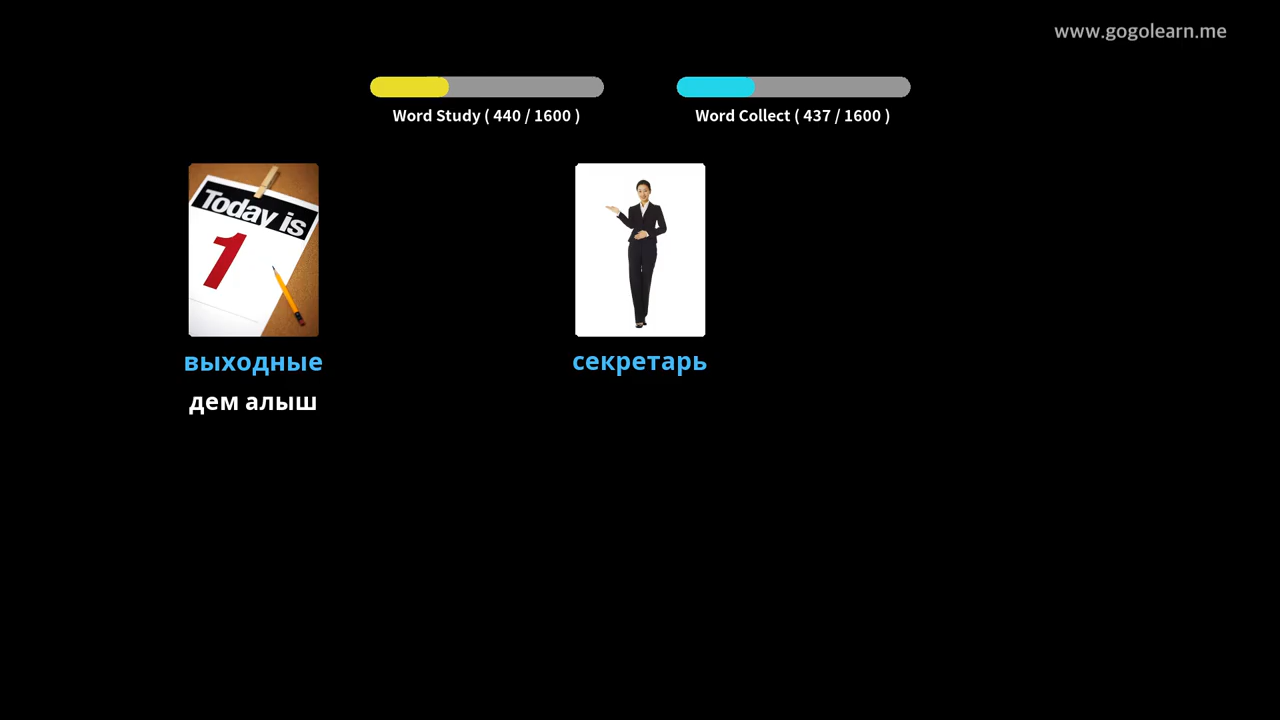 www.gogolearn.me
Word Study ( 440 / 1600 )
Word Collect ( 437 / 1600 )
Today is
1
выходные
секретарь
дем алыш